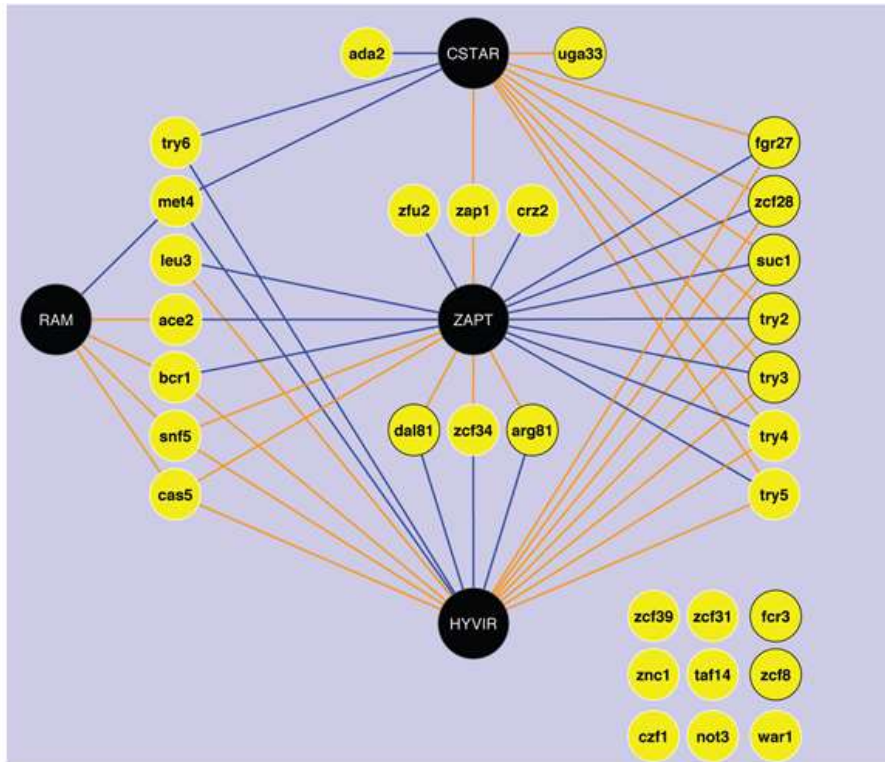 ada2 CSTAR uga33
try6 fgr27
met4 zfu2 zap1 crz2 zcf28
leu3 suc1
RAM ace2 ZAPT try2
bcr1 try3
snf5 dal81 zcf34 arg81 try4
cas5 try5
HYVIR zcf39 zcf31 fcr3
znc1 taf14 zcf8
czf1 not3 war1